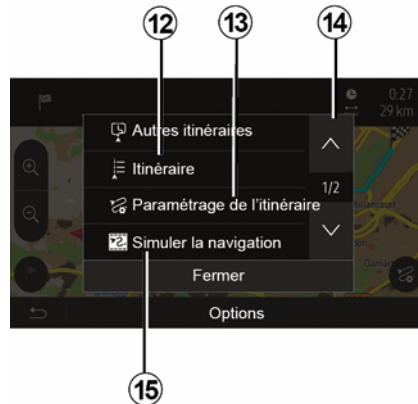 12 13 14
0:27
29 km
Autres itinéraires
Itinéraire
1/2
Billancourt
Paramétrage de l'itinéraire
Simuler la navigation
Fermer
Options
15